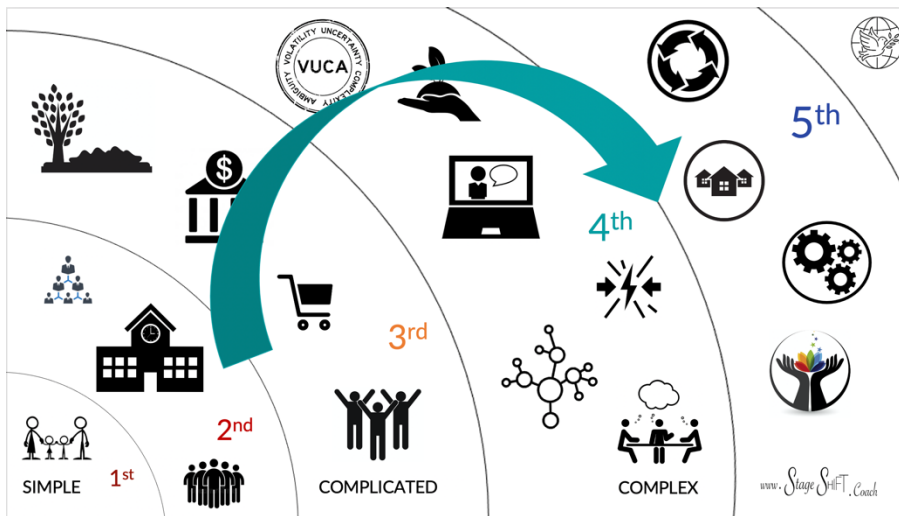 VOLATILITY UNCERTAINTY COMPLEXITY AMBIGUITY
VUCA
$
5th
4th
3rd
2nd
1st
SIMPLE
COMPLICATED
COMPLEX
www.StageSHIFT.Coach